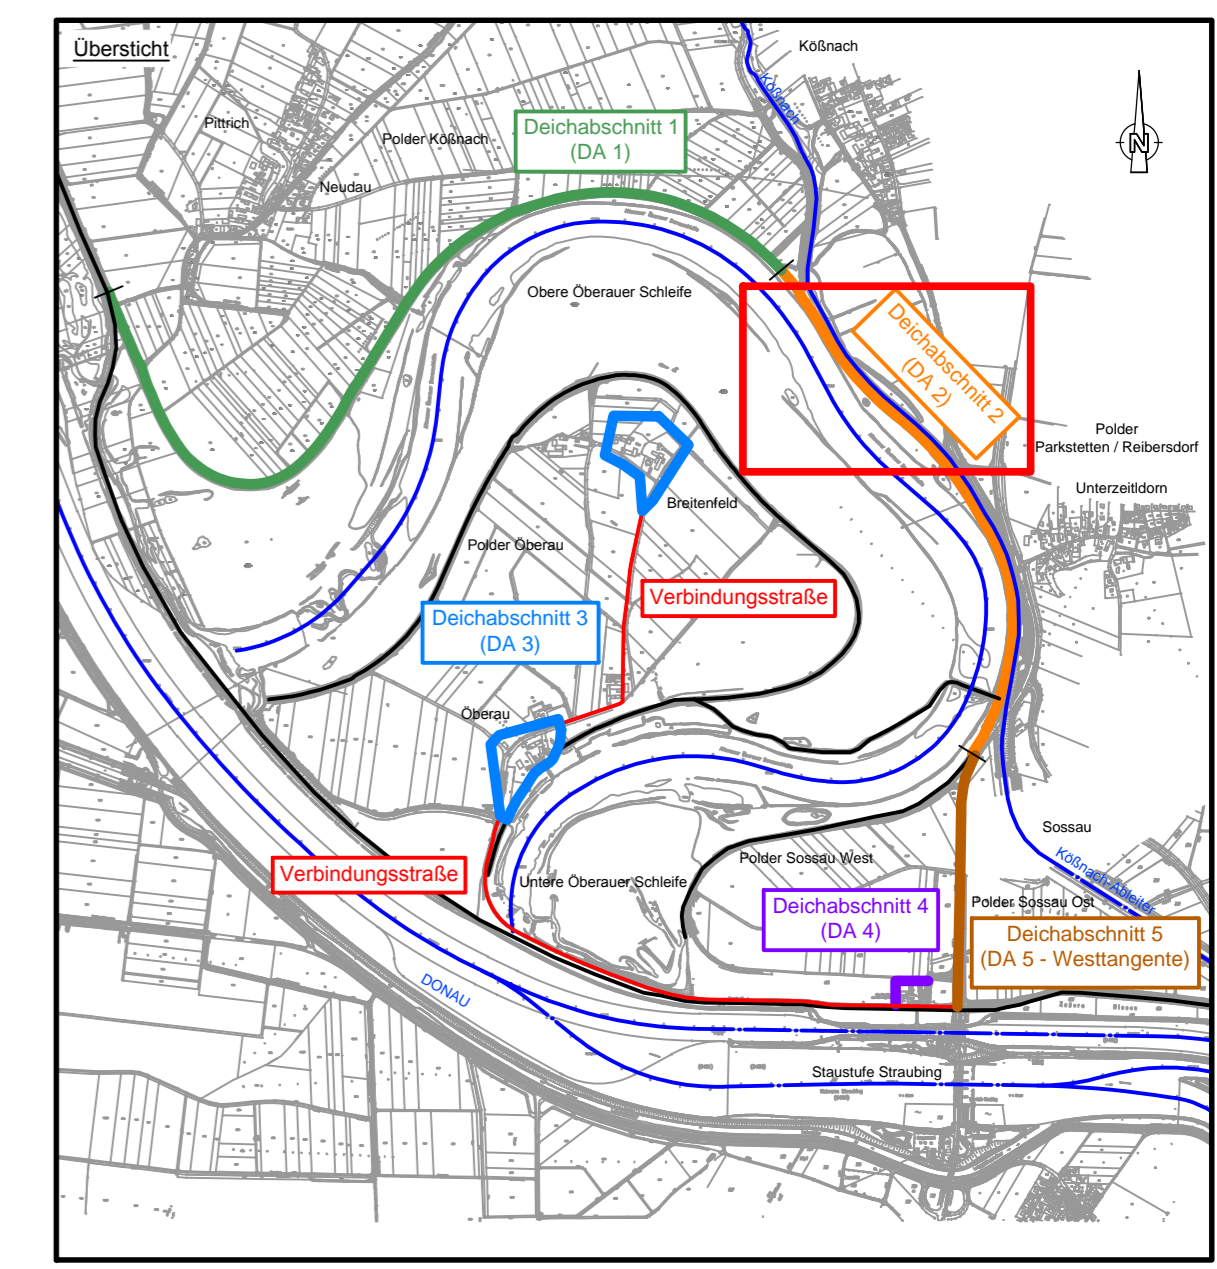 Übersticht
Kößnach
Kößnach
Pittrich
Deichabschnitt 1
(DA 1)
Polder Kößnach
N
Neudau
Obere Öberauer Schleife
Deichabschnitt 2
(DA 2)
Polder
Parkstetten / Reibersdorf
Unterzeitldorn
Breitenfeld
Polder Öberau
Verbindungsstraße
Deichabschnitt 3
(DA 3)
Öberau
Sossau
Kößnach-Ableiter
Polder Sossau West
Verbindungsstraße
Untere Öberauer Schleife
Deichabschnitt 4
(DA 4)
Polder Sossau Ost
Deichabschnitt 5
(DA 5 - Westtangente)
DONAU
Staustufe Straubing